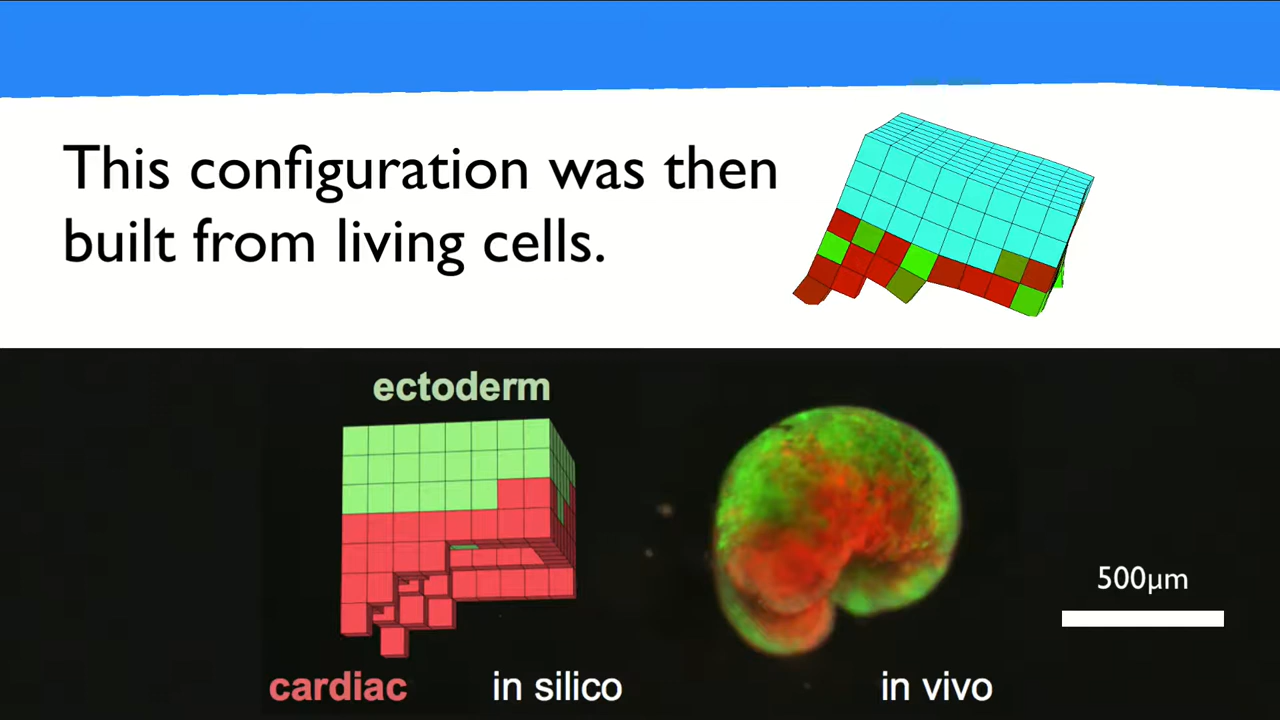 This configuration was then
built from living cells.
ectoderm
500μm
cardiac
in silico
in vivo